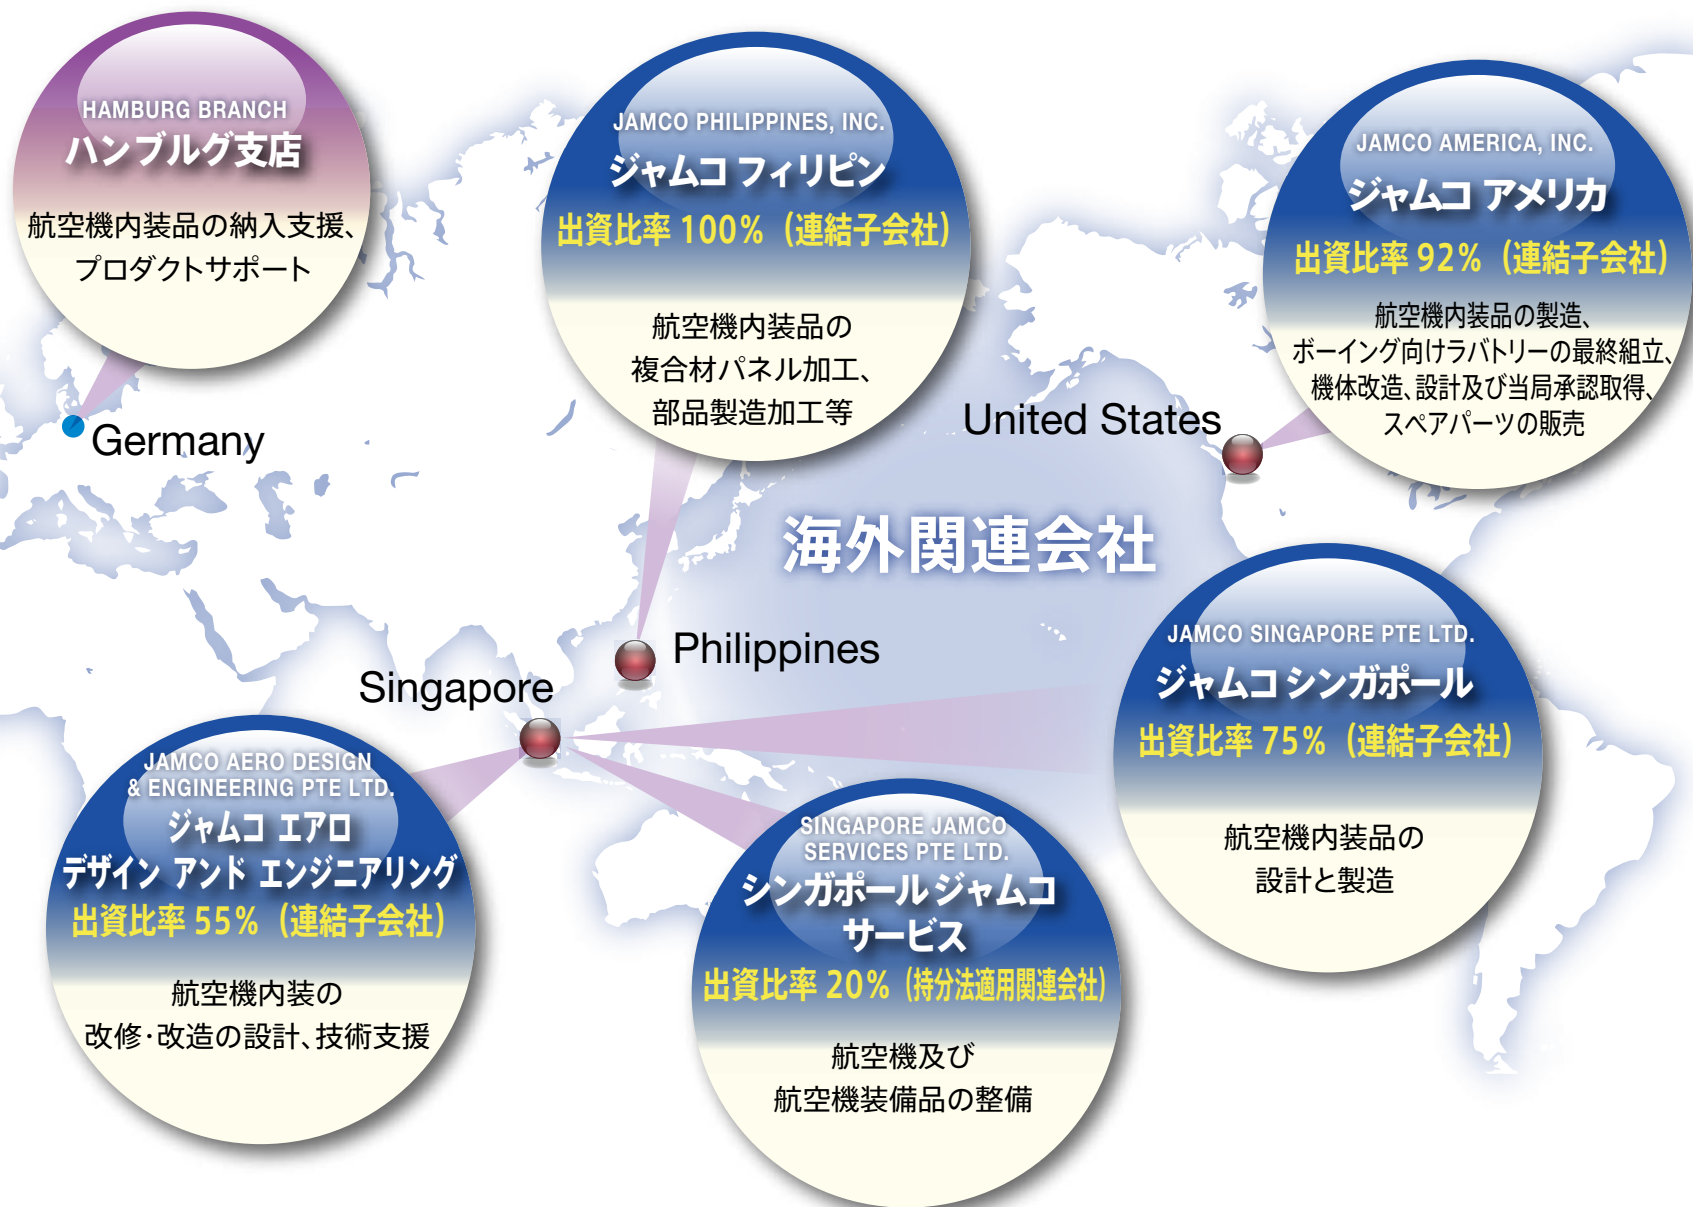 HAMBURG BRANCH
ハンブルグ支店
航空機内装品の納入支援、
プロダクトサポート
Germany
JAMCO PHILIPPINES, INC.
ジャムコ フィリピン
出資比率 100%（連結子会社）
航空機内装品の
複合材パネル加工、
部品製造加工等
JAMCO AMERICA, INC.
ジャムコ アメリカ
出資比率 92%（連結子会社）
航空機内装品の製造、
ボーイング向けラバトリーの最終組立、
機体改造、設計及び当局承認取得、
スペアパーツの販売
United States
海外関連会社
Philippines
Singapore
JAMCO SINGAPORE PTE LTD.
ジャムコ シンガポール
出資比率 75%（連結子会社）
航空機内装品の
設計と製造
JAMCO AERO DESIGN
& ENGINEERING PTE LTD.
ジャムコ エアロ
デザイン アンド エンジニアリング
出資比率 55%（連結子会社）
航空機内装の
改修・改造の設計、技術支援
SINGAPORE JAMCO
SERVICES PTE LTD.
シンガポール ジャムコ
サービス
出資比率 20%（持分法適用関連会社）
航空機及び
航空機装備品の整備